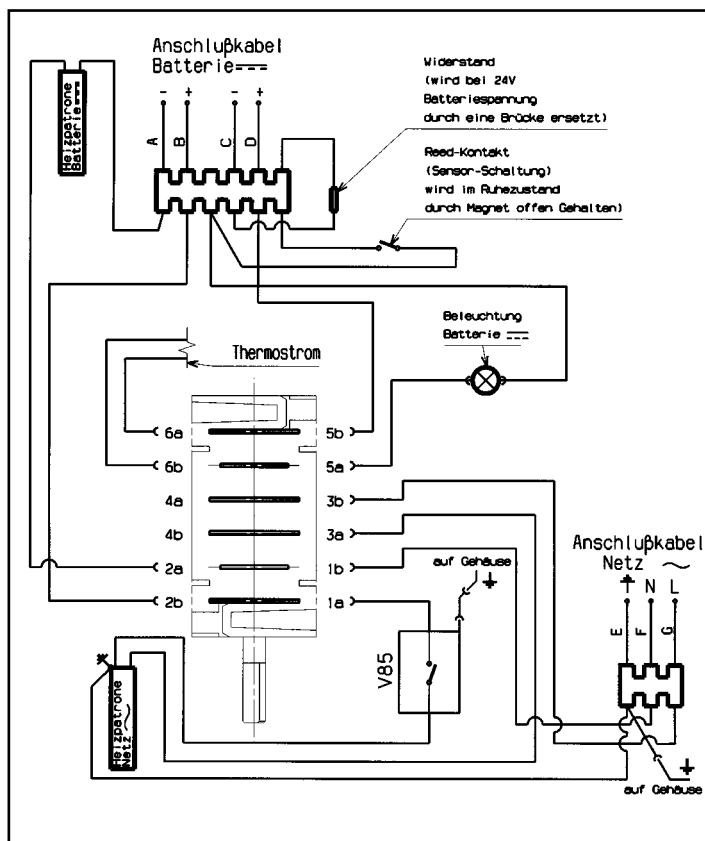 Anschlußkabel
Batterie
Widerstand
(wird bei 24V
Batteriespannung
durch eine Brücke ersetzt)
Reed-Kontakt
(Sensor-Schaltung)
wird im Ruhezustand
durch Magnet offen Gehalten)
Heizpatrone
Batterie
- + - +
A B C D
Beleuchtung
Batterie
Thermostrom
6a 5b
6b 5a
4a 3b
4b 3a
2a 1b
2b 1a
auf Gehäuse
V85
Anschlußkabel
Netz ~
N L
E F G
Heizpatrone
Netz ~
auf Gehäuse